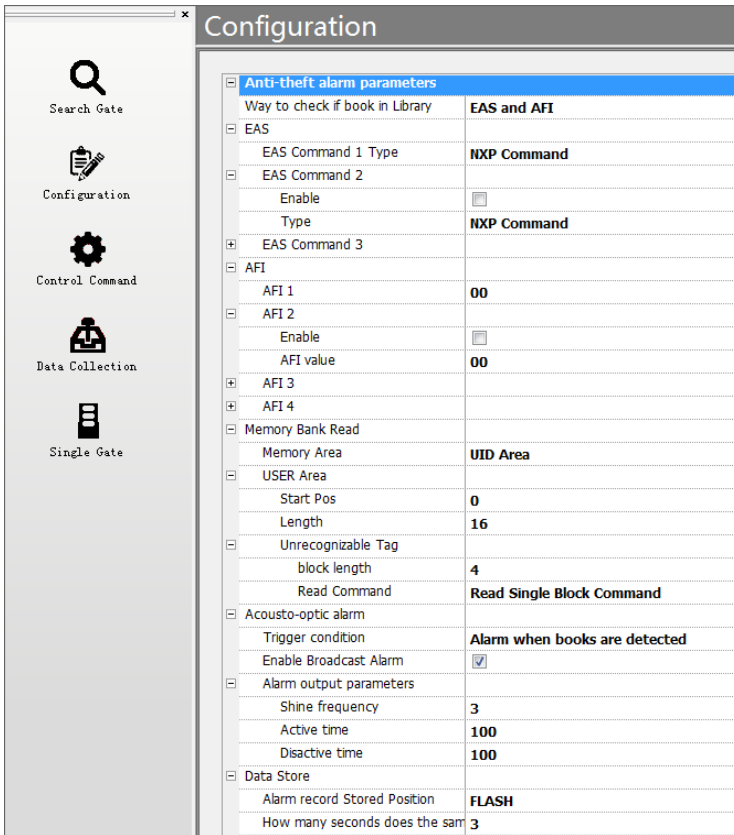 Configuration
Search Gate
Configuration
Control Command
Data Collection
Single Gate
Anti-theft alarm parameters
Way to check if book in Library EAS and AFI
EAS
EAS Command 1 Type NXP Command
EAS Command 2
Enable
Type NXP Command
EAS Command 3
AFI
AFI 1 00
AFI 2
Enable
AFI value 00
AFI 3
AFI 4
Memory Bank Read
Memory Area UID Area
USER Area
Start Pos 0
Length 16
Unrecognizable Tag
block length 4
Read Command Read Single Block Command
Acousto-optic alarm
Trigger condition Alarm when books are detected
Enable Broadcast Alarm
Alarm output parameters
Shine frequency 3
Active time 100
Disactive time 100
Data Store
Alarm record Stored Position FLASH
How many seconds does the sam 3